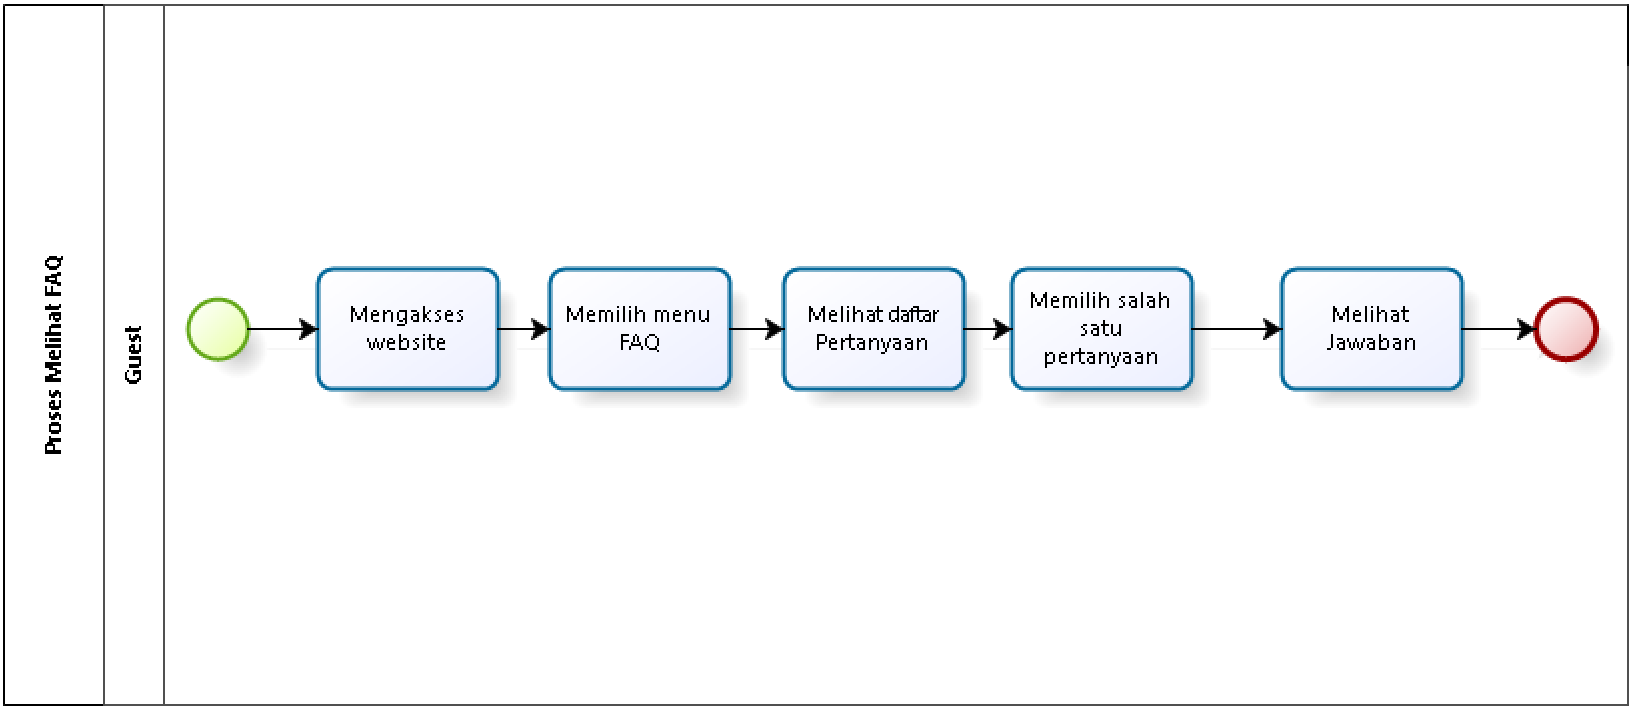 Proses Melihat FAQ
Guest
Mengakses
website
Memilih menu
FAQ
Melihat daftar
Pertanyaan
Memilih salah
satu
pertanyaan
Melihat
Jawaban